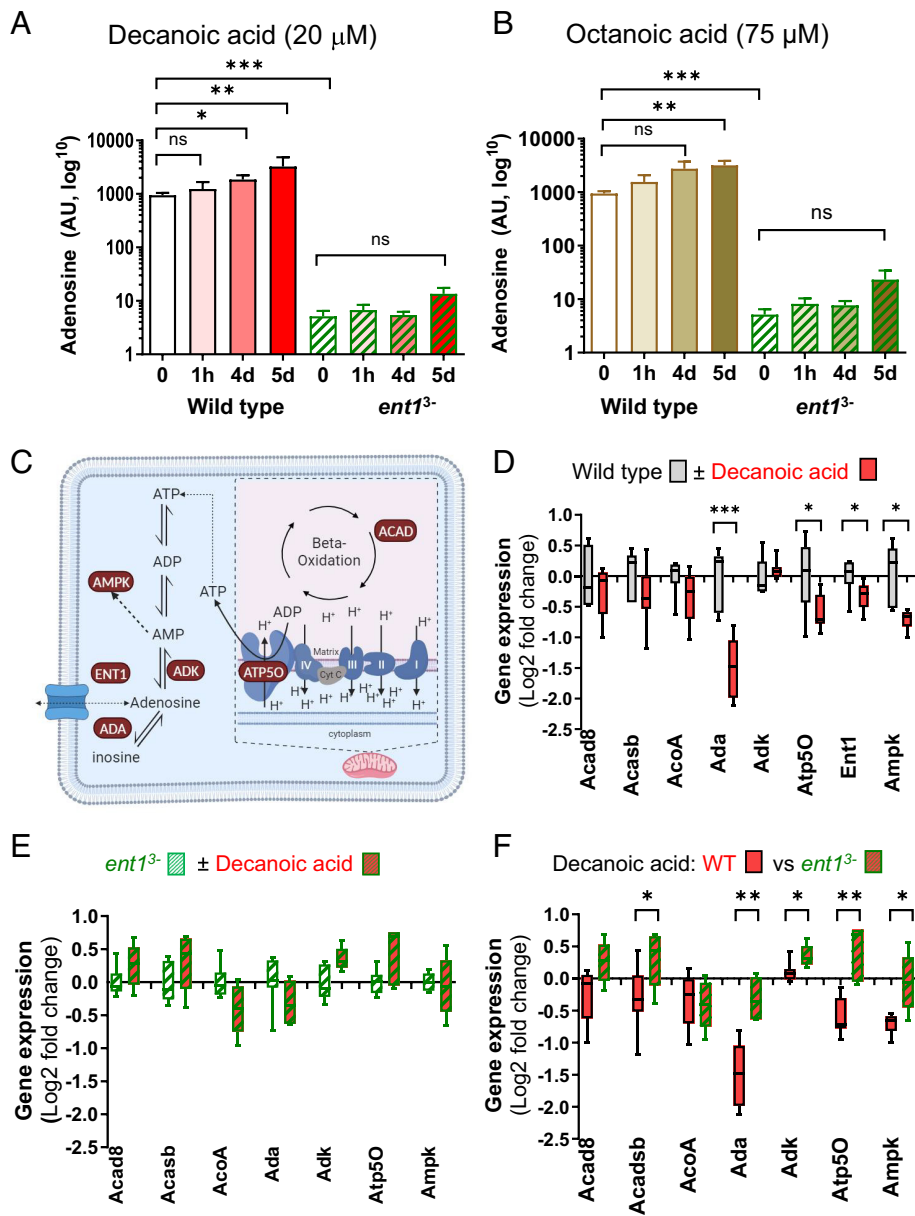 A
Decanoic acid (20 μM)
***
**
*
ns
ns
Adenosine (AU, log¹⁰)
10000
1000
100
10
1
0 1h 4d 5d 0 1h 4d 5d
Wild type ent1³⁻
B
Octanoic acid (75 μM)
***
**
ns
ns
Adenosine (AU, log¹⁰)
10000
1000
100
10
1
0 1h 4d 5d 0 1h 4d 5d
Wild type ent1³⁻
C
ATP
ADP
AMPK
ATP
AMP
ENT1
ADK
Adenosine
ADA
inosine
Beta-
Oxidation
ACAD
ADP
H⁺ H⁺ H⁺ H⁺
Matrix
ATP5O
IV
Cyt C
III
II
I
H⁺ H⁺ H⁺ H⁺ H⁺ H⁺ H⁺ H⁺
cytoplasm
D
Wild type ± Decanoic acid
*** * * *
Gene expression
(Log2 fold change)
1.0
0.5
0.0
-0.5
-1.0
-1.5
-2.0
-2.5
Acad8
Acasb
AcoA
Ada
Adk
Atp5O
Ent1
Ampk
E
ent1³⁻ ± Decanoic acid
Gene expression
(Log2 fold change)
1.0
0.5
0.0
-0.5
-1.0
-1.5
-2.0
-2.5
Acad8
Acasb
AcoA
Ada
Adk
Atp5O
Ampk
F
Decanoic acid: WT vs ent1³⁻
* ** * ** *
Gene expression
(Log2 fold change)
1.0
0.5
0.0
-0.5
-1.0
-1.5
-2.0
-2.5
Acad8
Acadsb
AcoA
Ada
Adk
Atp5O
Ampk